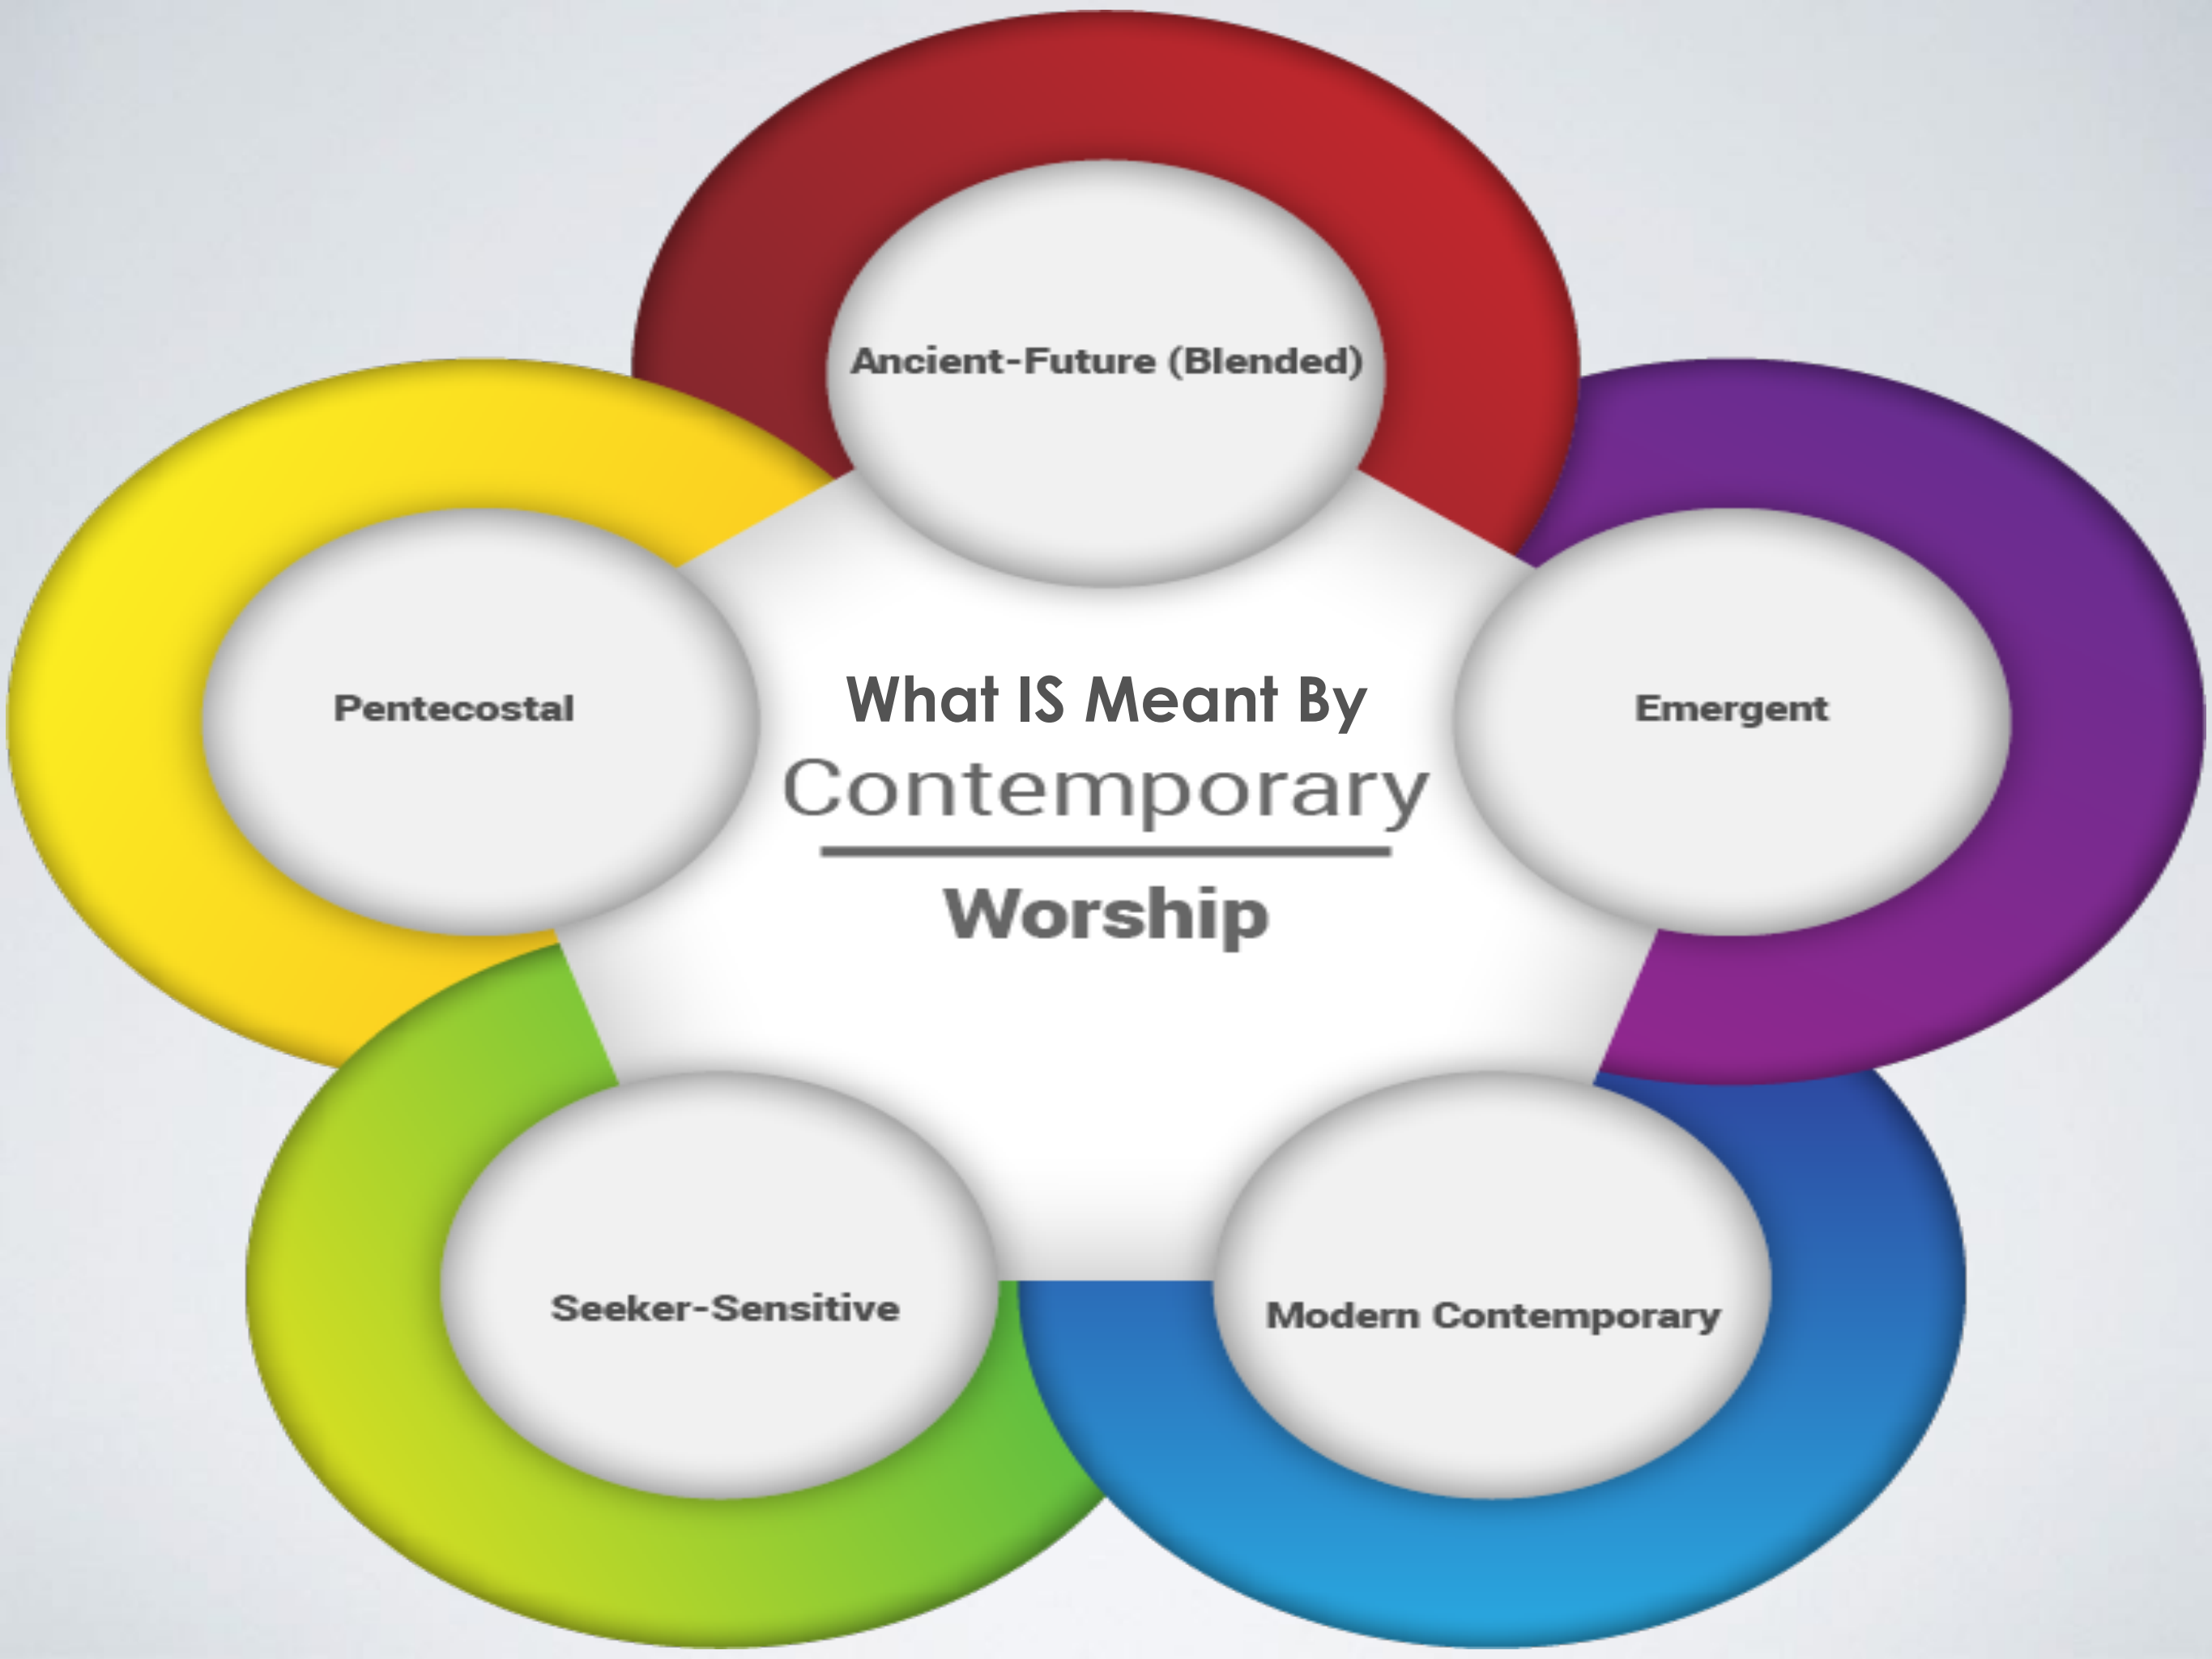 Ancient-Future (Blended)
Pentecostal
Emergent
What IS Meant By
Contemporary
Worship
Seeker-Sensitive
Modern Contemporary